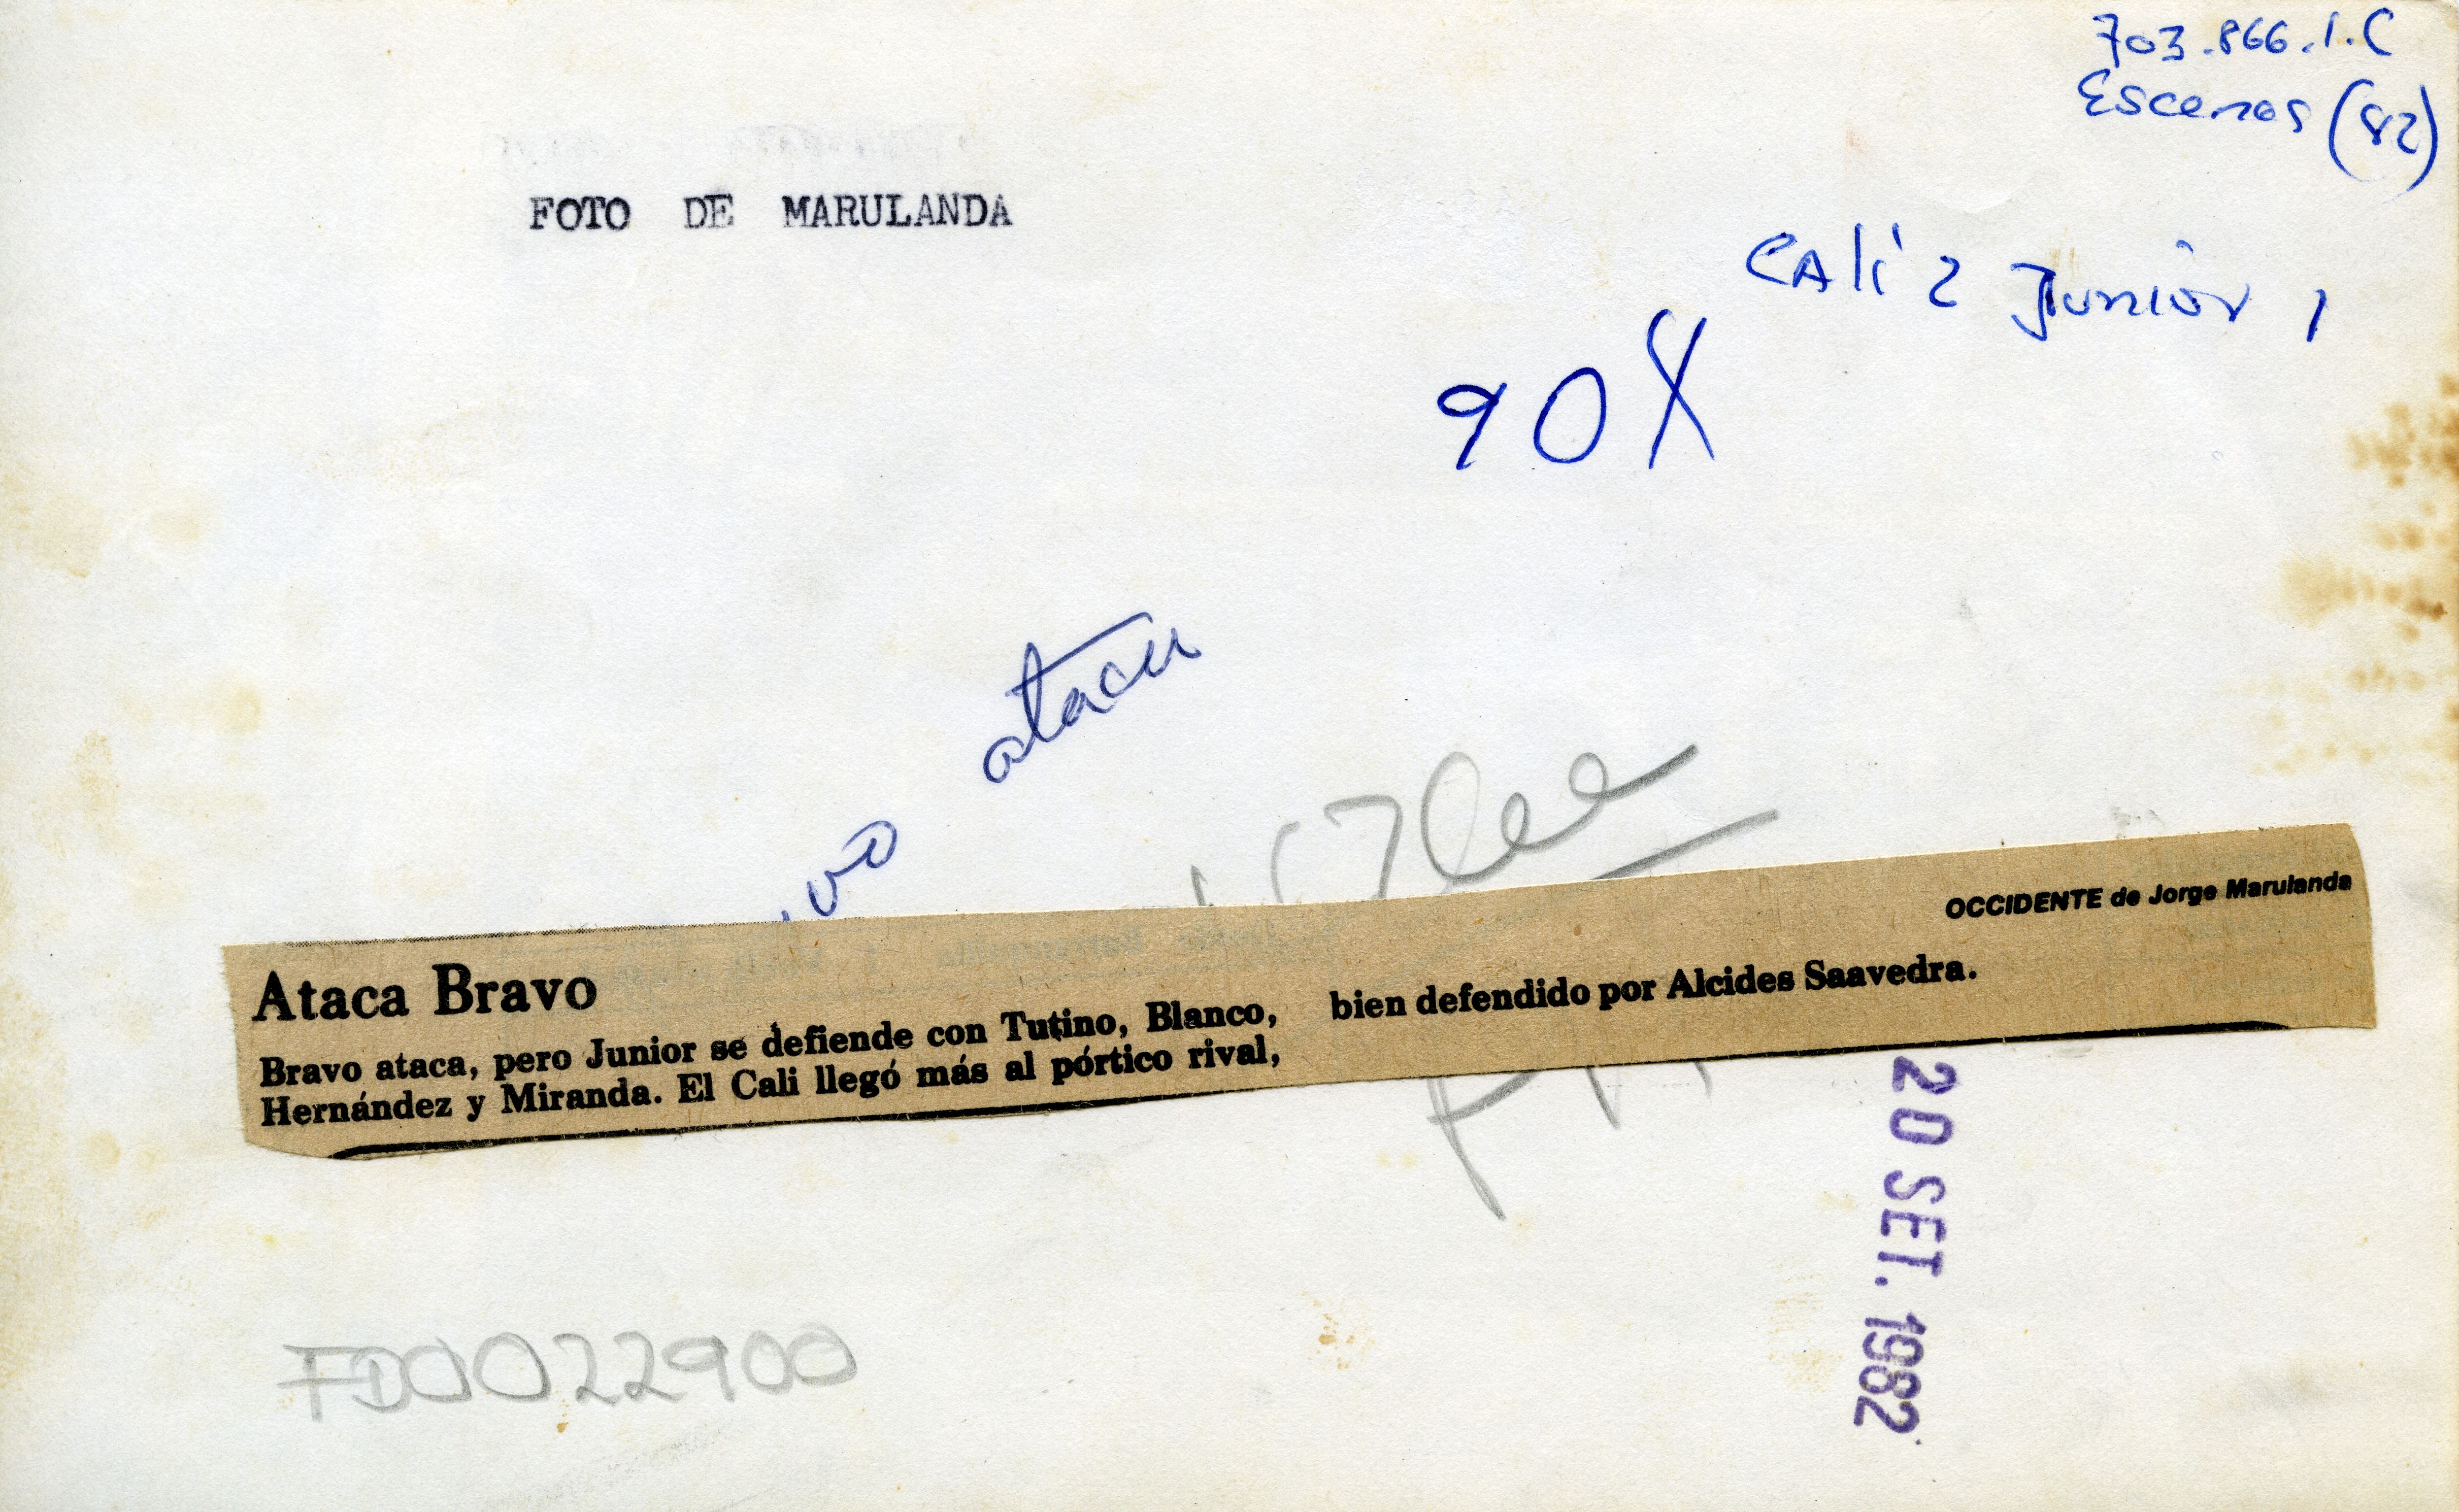 703.866.1.C
Escenas (82)
FOTO DE MARULANDA
Cali 2 Junior 1
90X
ataca
OCCIDENTE de Jorge Marulanda
Ataca Bravo
Bravo ataca, pero Junior se defiende con Tutino, Blanco,
Hernández y Miranda. El Cali llegó más al pórtico rival,
bien defendido por Alcides Saavedra.
20 SET. 1982
FD0022900